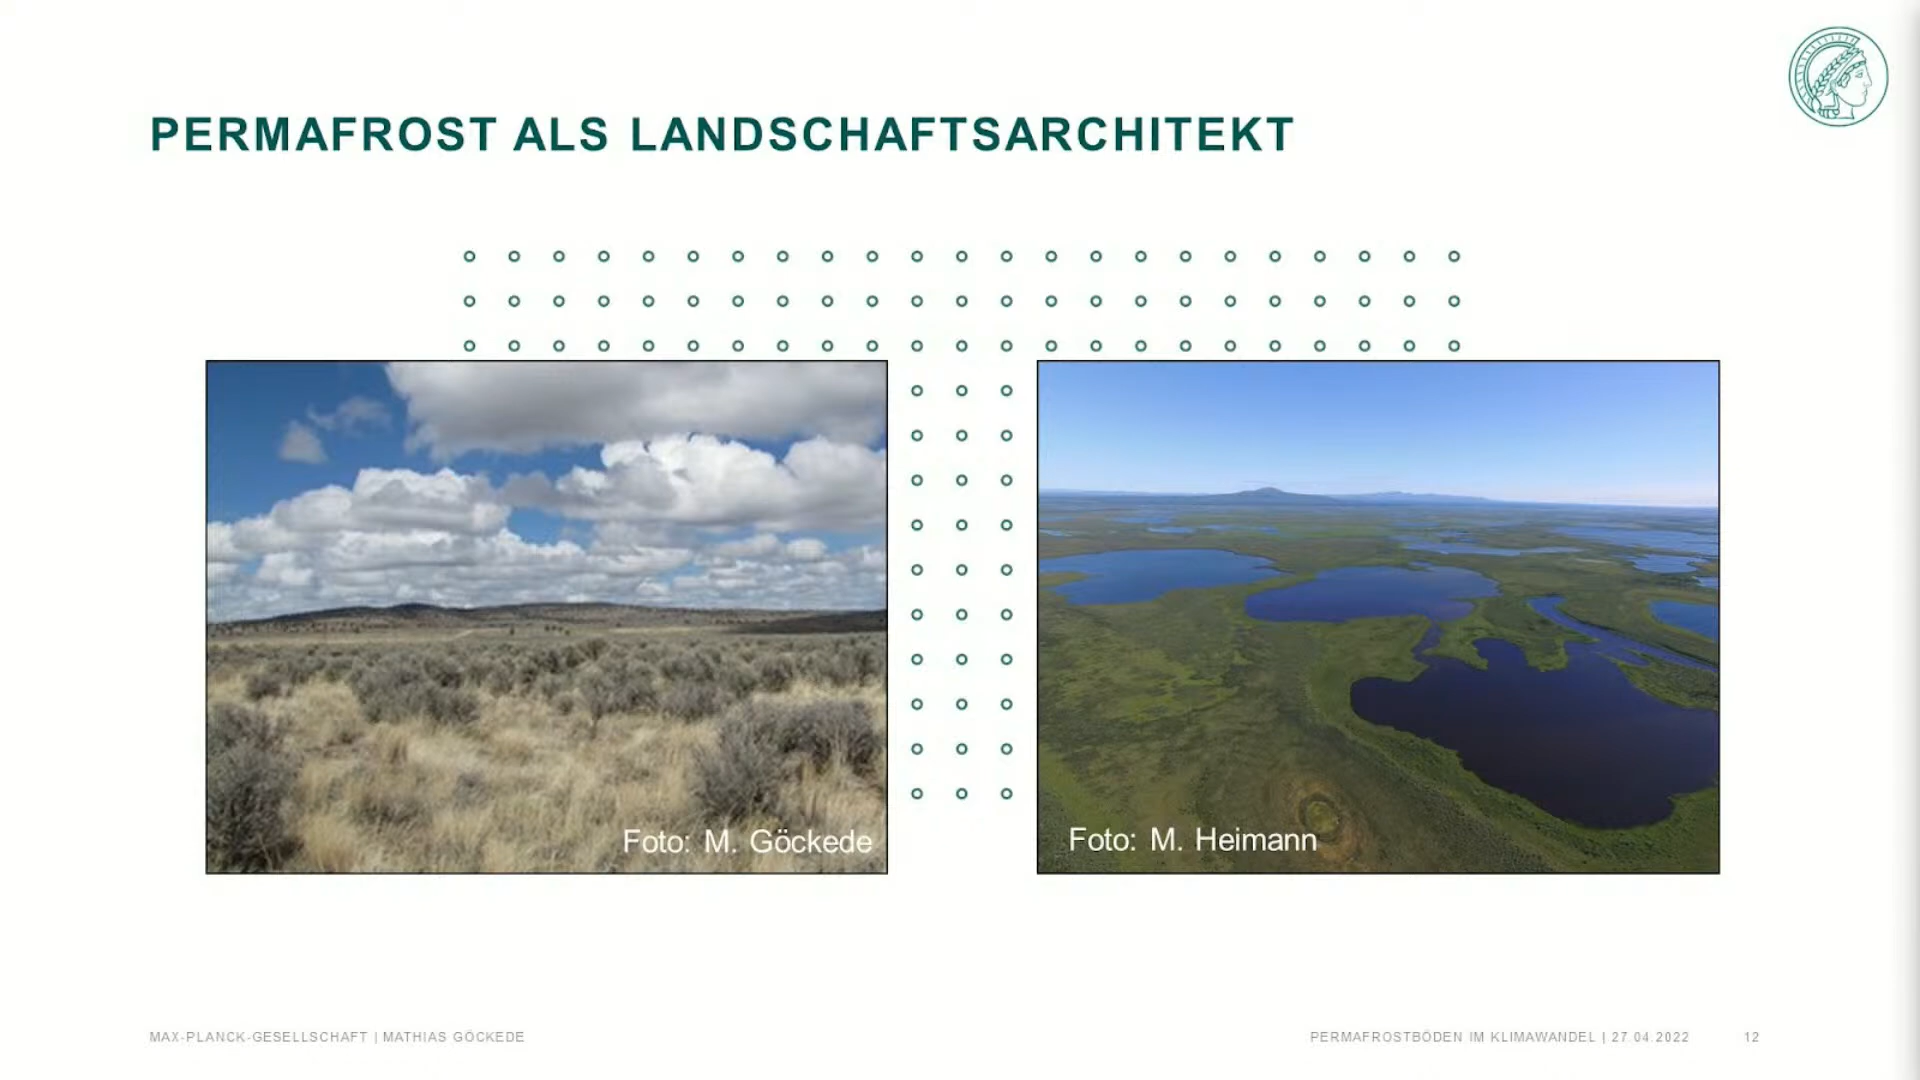 PERMAFROST ALS LANDSCHAFTSARCHITEKT
Foto: M. Göckede
Foto: M. Heimann
MAX-PLANCK-GESELLSCHAFT | MATHIAS GÖCKEDE
PERMAFROSTBÖDEN IM KLIMAWANDEL | 27.04.2022
12